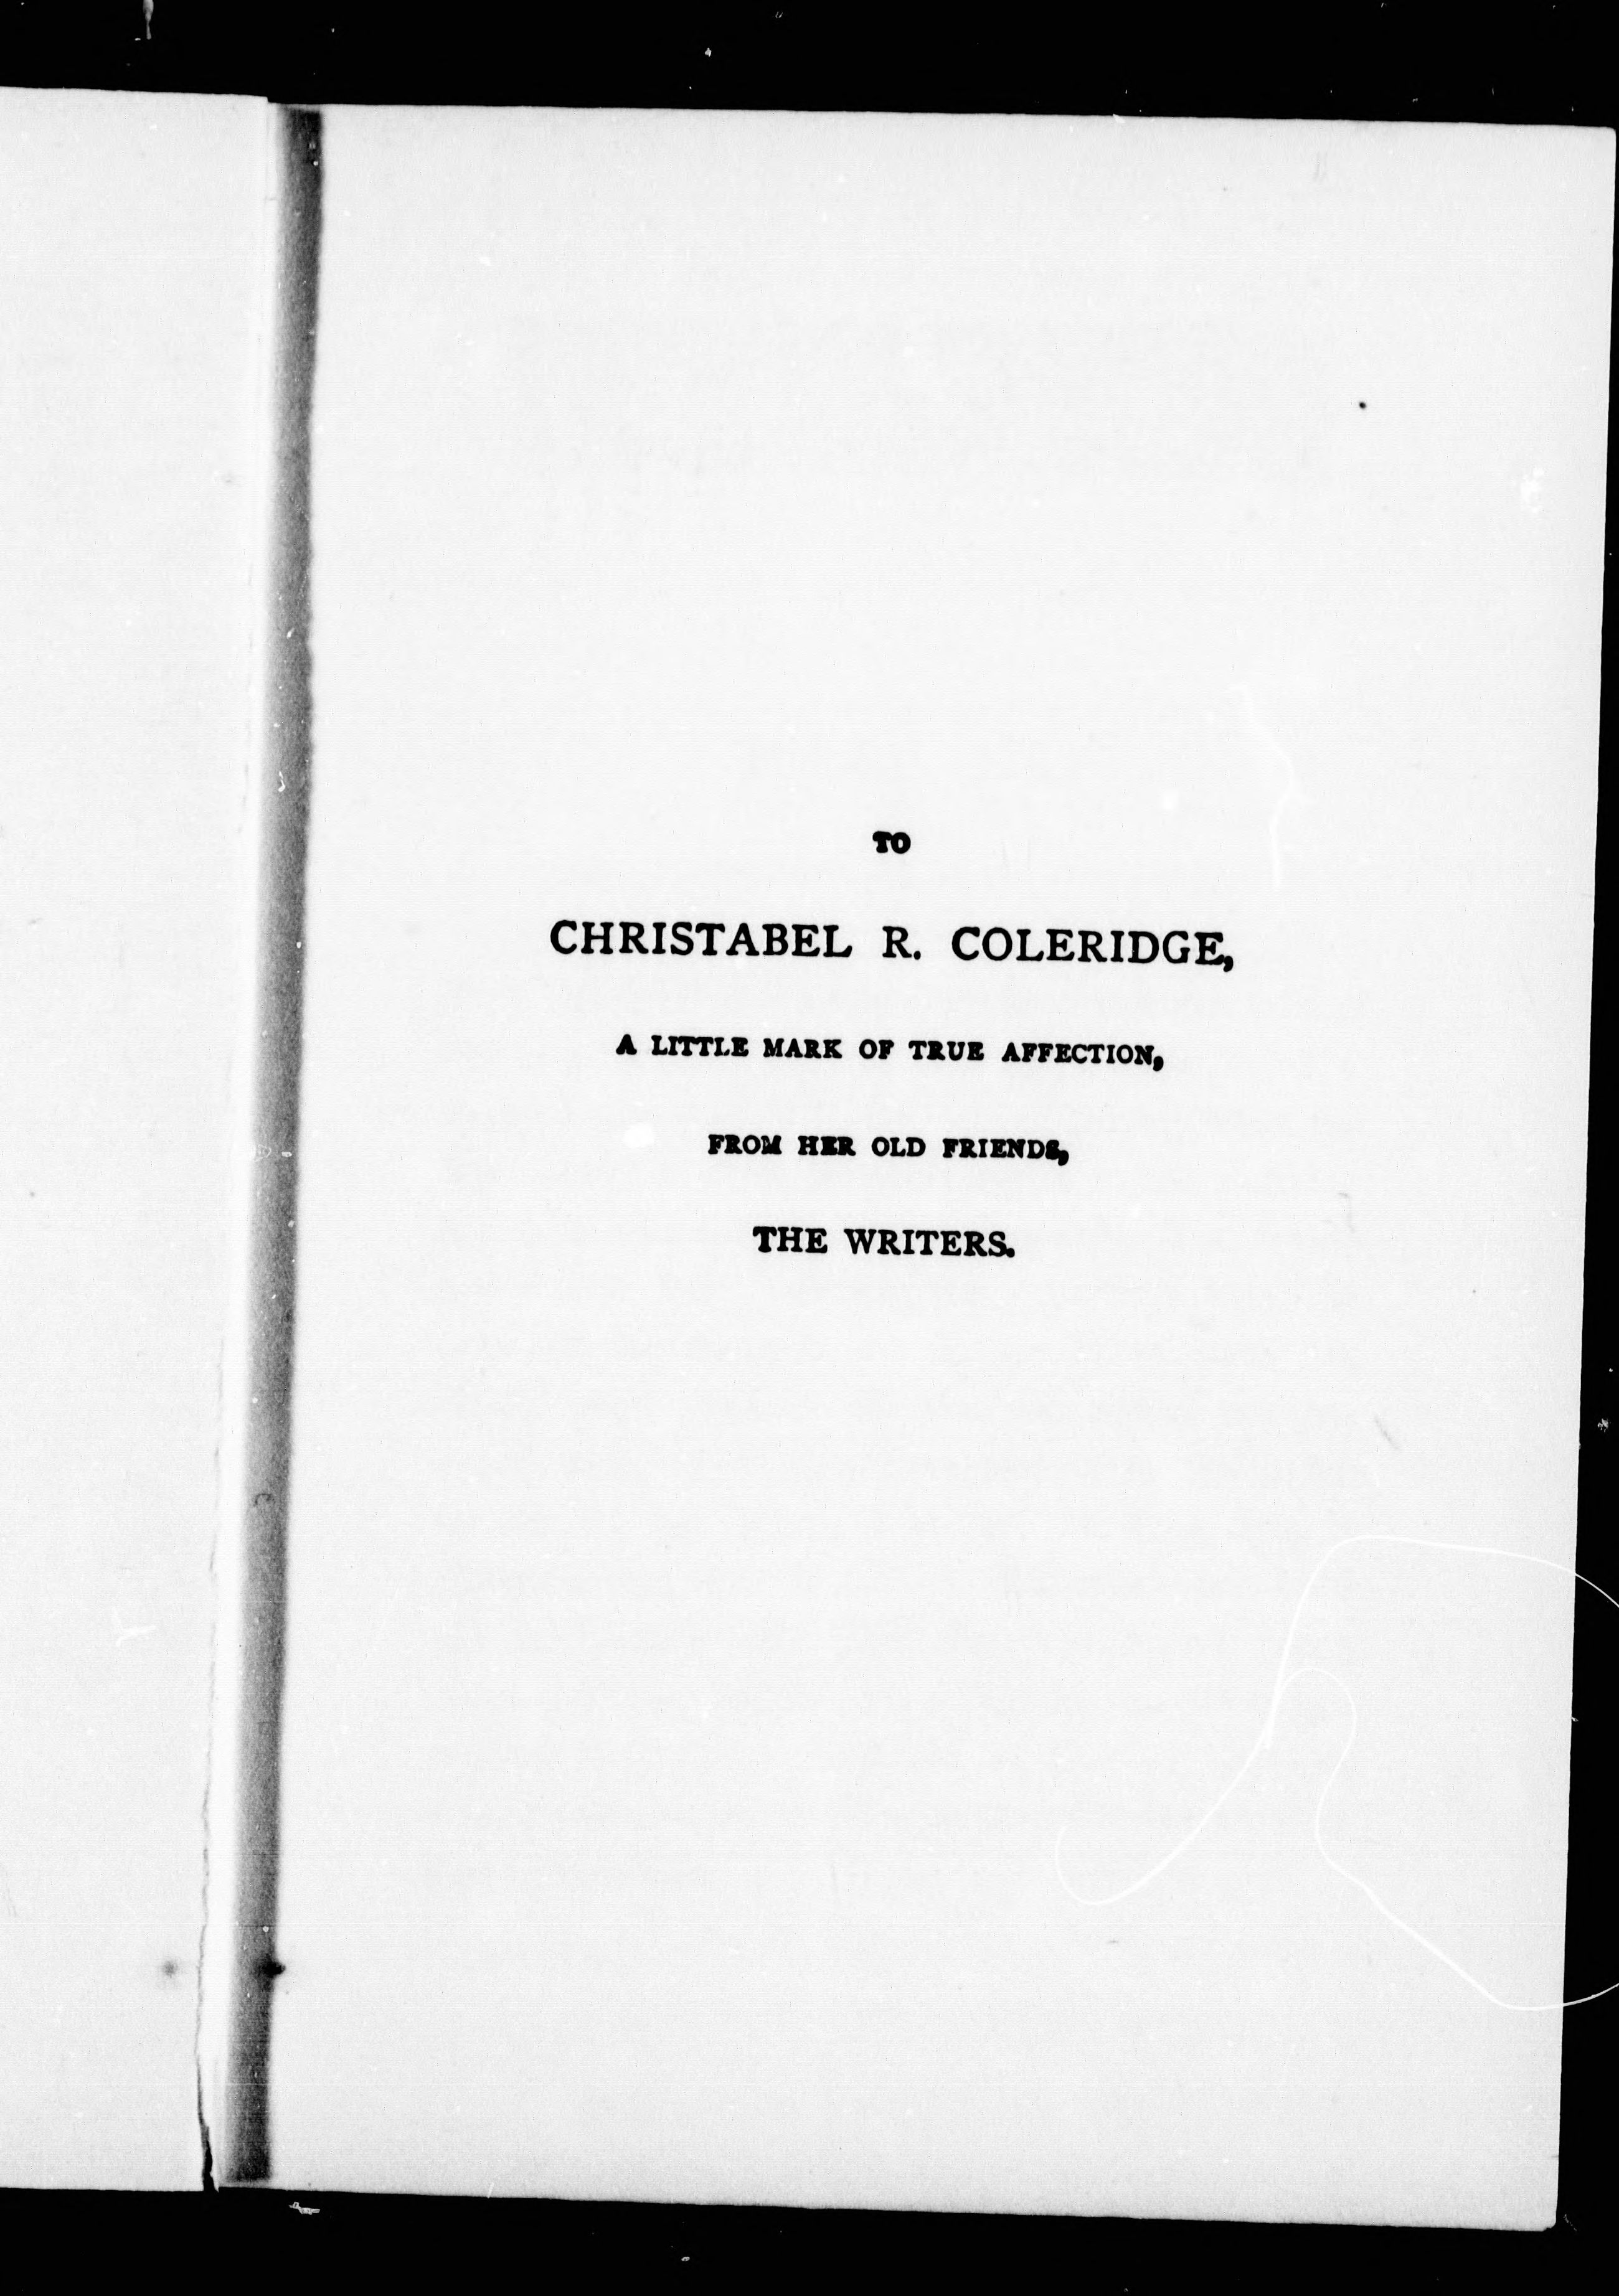 TO
CHRISTABEL R. COLERIDGE,
A LITTLE MARK OF TRUE AFFECTION,
FROM HER OLD FRIENDS,
THE WRITERS.